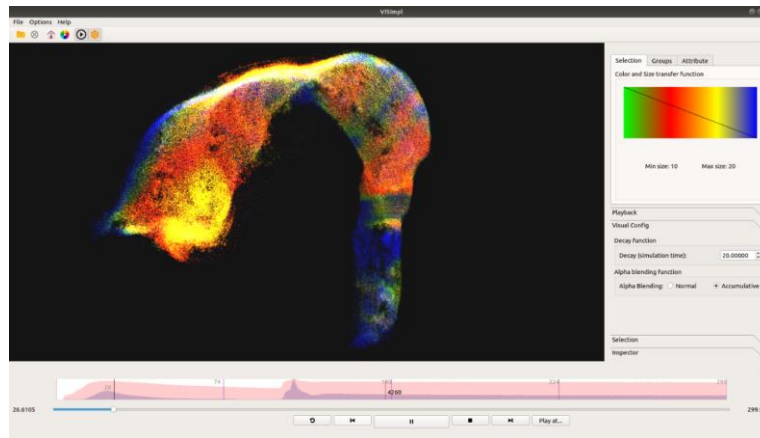 ViSimpl
File Options Help
Selection Groups Attribute
Color and Size transfer function
Min size: 10 Max size: 20
Playback
Visual Config
Decay function
Decay (simulation time): 20.00000
Alpha blending function
Alpha Blending: Normal Accumulative
Selection
Inspector
74
224
4260
26.6105
299.
Play at...